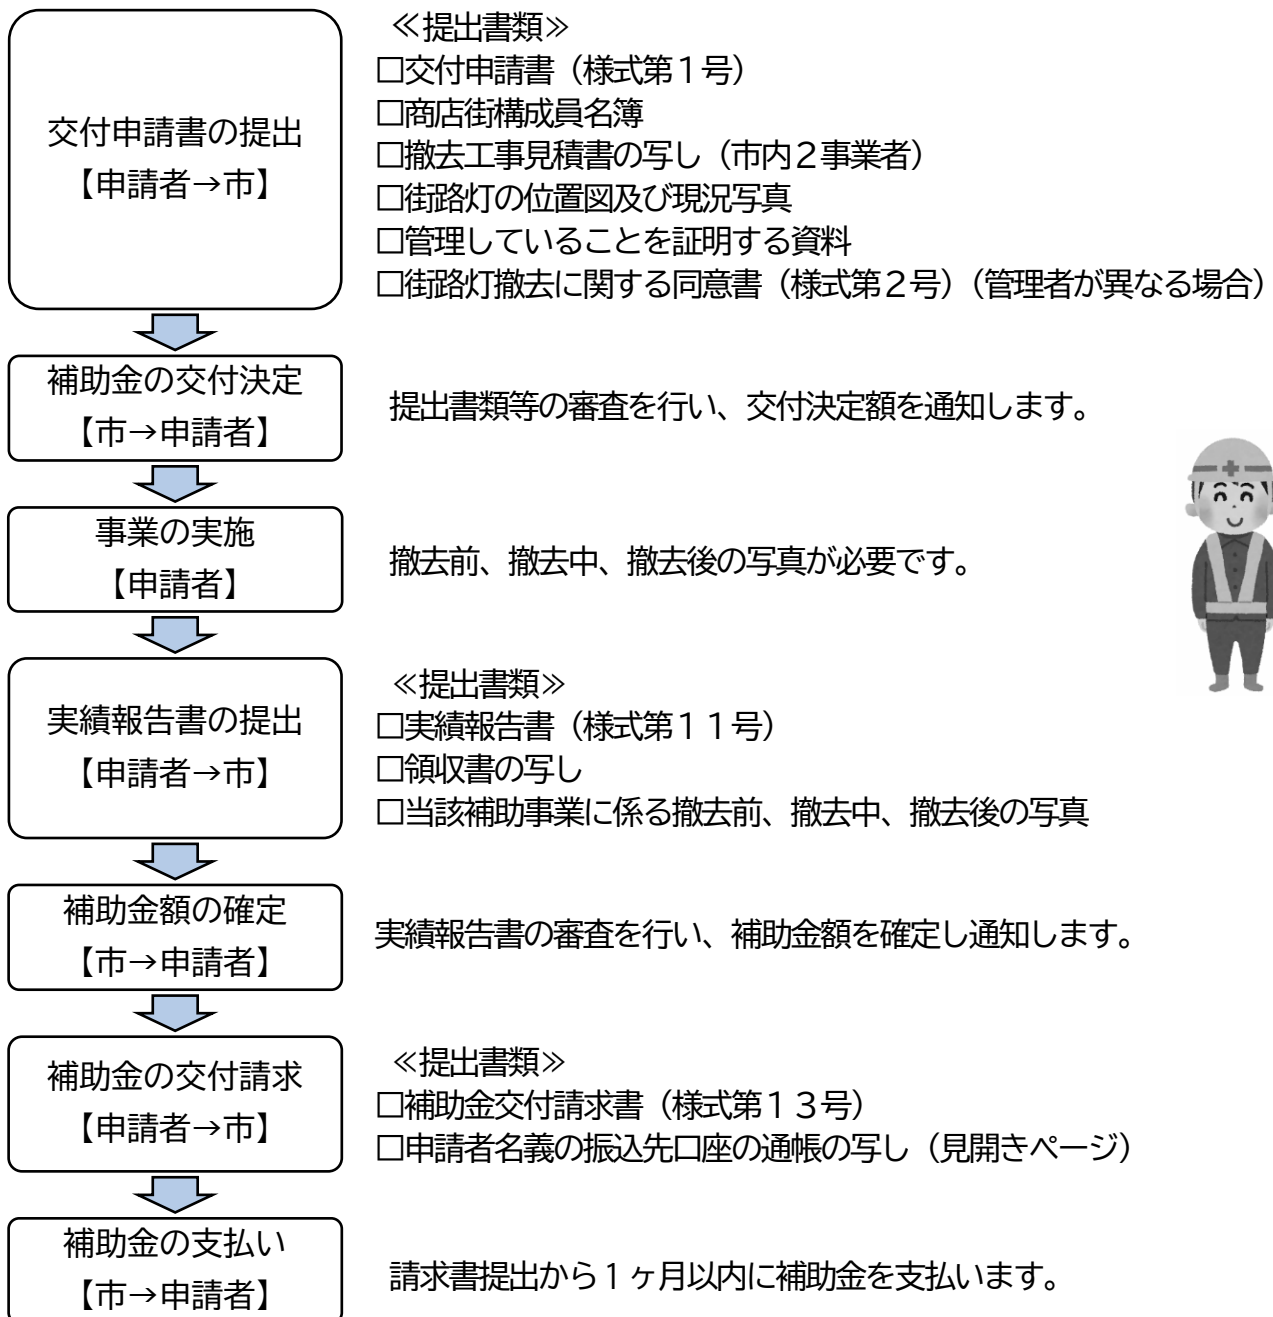 交付申請書の提出
【申請者→市】
≪提出書類≫
□交付申請書（様式第１号）
□商店街構成員名簿
□撤去工事見積書の写し（市内２事業者）
□街路灯の位置図及び現況写真
□管理していることを証明する資料
□街路灯撤去に関する同意書（様式第２号）（管理者が異なる場合）
補助金の交付決定
【市→申請者】
提出書類等の審査を行い、交付決定額を通知します。
事業の実施
【申請者】
撤去前、撤去中、撤去後の写真が必要です。
実績報告書の提出
【申請者→市】
≪提出書類≫
□実績報告書（様式第１１号）
□領収書の写し
□当該補助事業に係る撤去前、撤去中、撤去後の写真
補助金額の確定
【市→申請者】
実績報告書の審査を行い、補助金額を確定し通知します。
補助金の交付請求
【申請者→市】
≪提出書類≫
□補助金交付請求書（様式第１３号）
□申請者名義の振込先口座の通帳の写し（見開きページ）
補助金の支払い
【市→申請者】
請求書提出から１ヶ月以内に補助金を支払います。